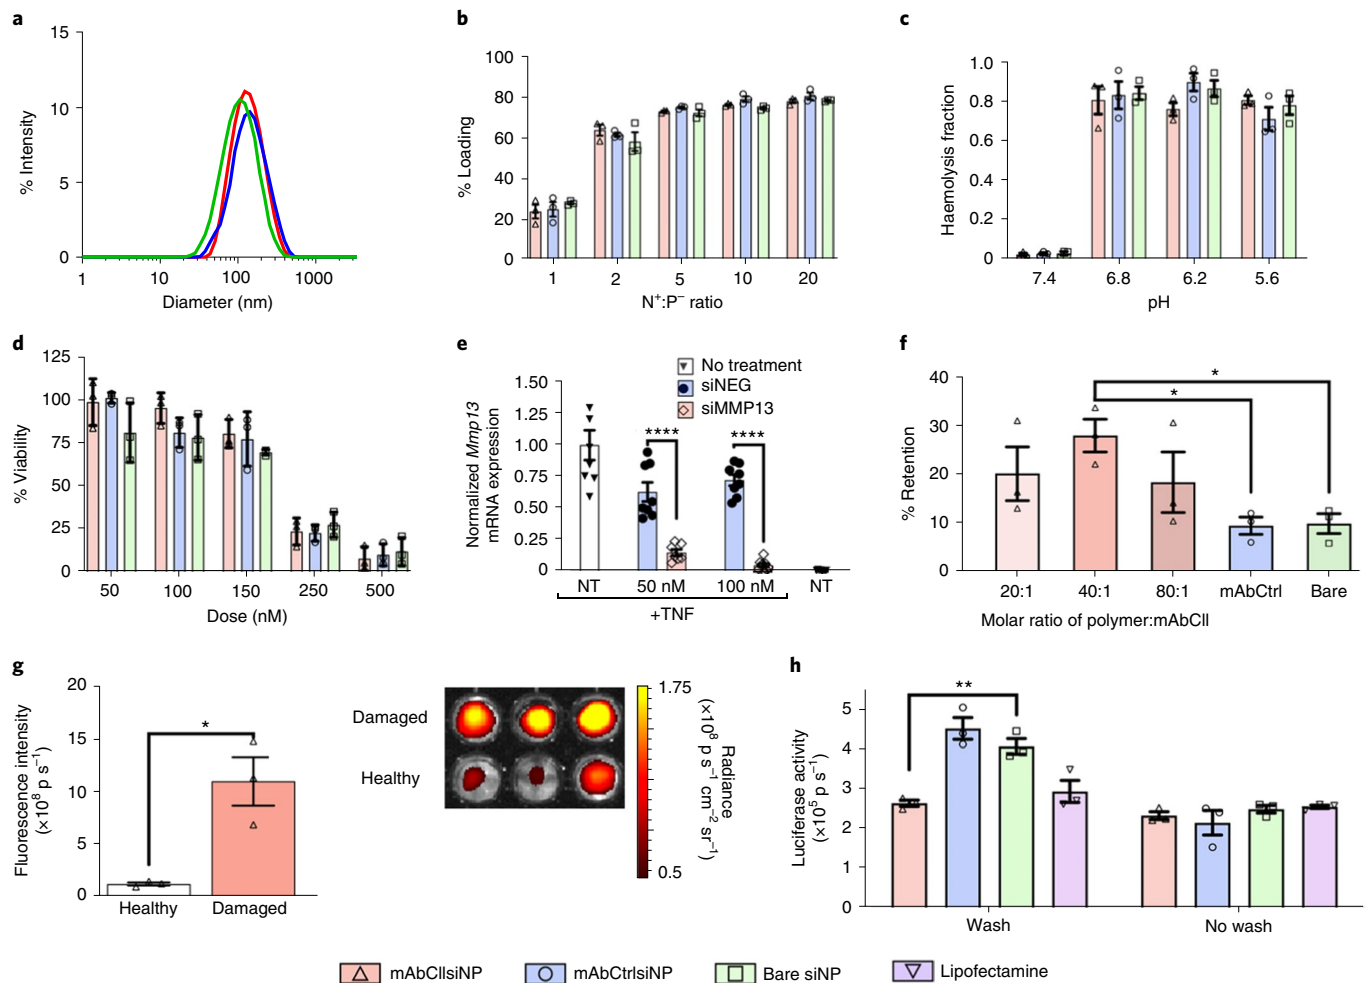 a
15
10
5
0
% Intensity
1
10
100
1000
Diameter (nm)
b
100
80
60
40
20
0
% Loading
1
2
5
10
20
N⁺:P⁻ ratio
c
1.0
0.8
0.6
0.4
0.2
0
Haemolysis fraction
7.4
6.8
6.2
5.6
pH
d
125
100
75
50
25
0
% Viability
50
100
150
250
500
Dose (nM)
e
No treatment
siNEG
siMMP13
1.50
1.25
1.00
0.75
0.50
0.25
0
Normalized Mmp13
mRNA expression
****
****
NT
50 nM
100 nM
NT
+TNF
f
40
30
20
10
0
% Retention
*
*
20:1
40:1
80:1
mAbCtrl
Bare
Molar ratio of polymer:mAbCII
g
20
15
10
5
0
Fluorescence intensity
(×10⁸ p s⁻¹)
*
Healthy
Damaged
Damaged
Healthy
1.75
0.5
Radiance
(×10⁸ p s⁻¹ cm⁻² sr⁻¹)
h
5
4
3
2
1
0
Luciferase activity
(×10⁵ p s⁻¹)
**
Wash
No wash
mAbCIIsiNP
mAbCtrlsiNP
Bare siNP
Lipofectamine